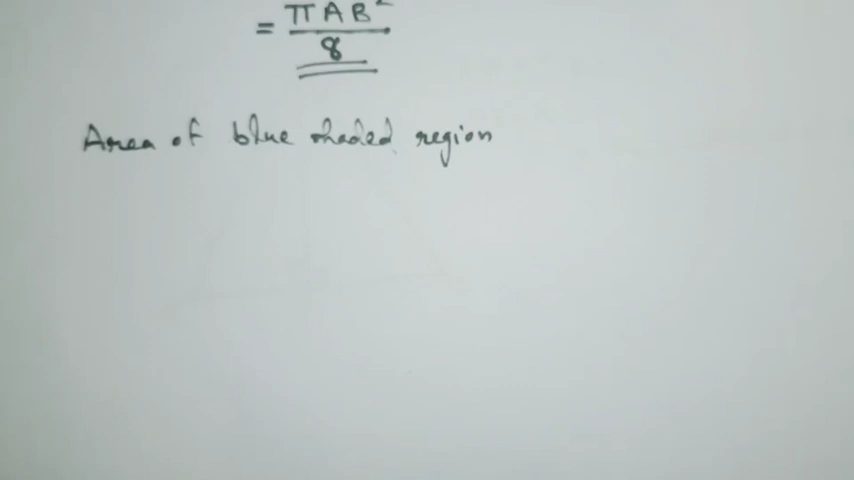 = πAB²
8
Area of blue shaded region